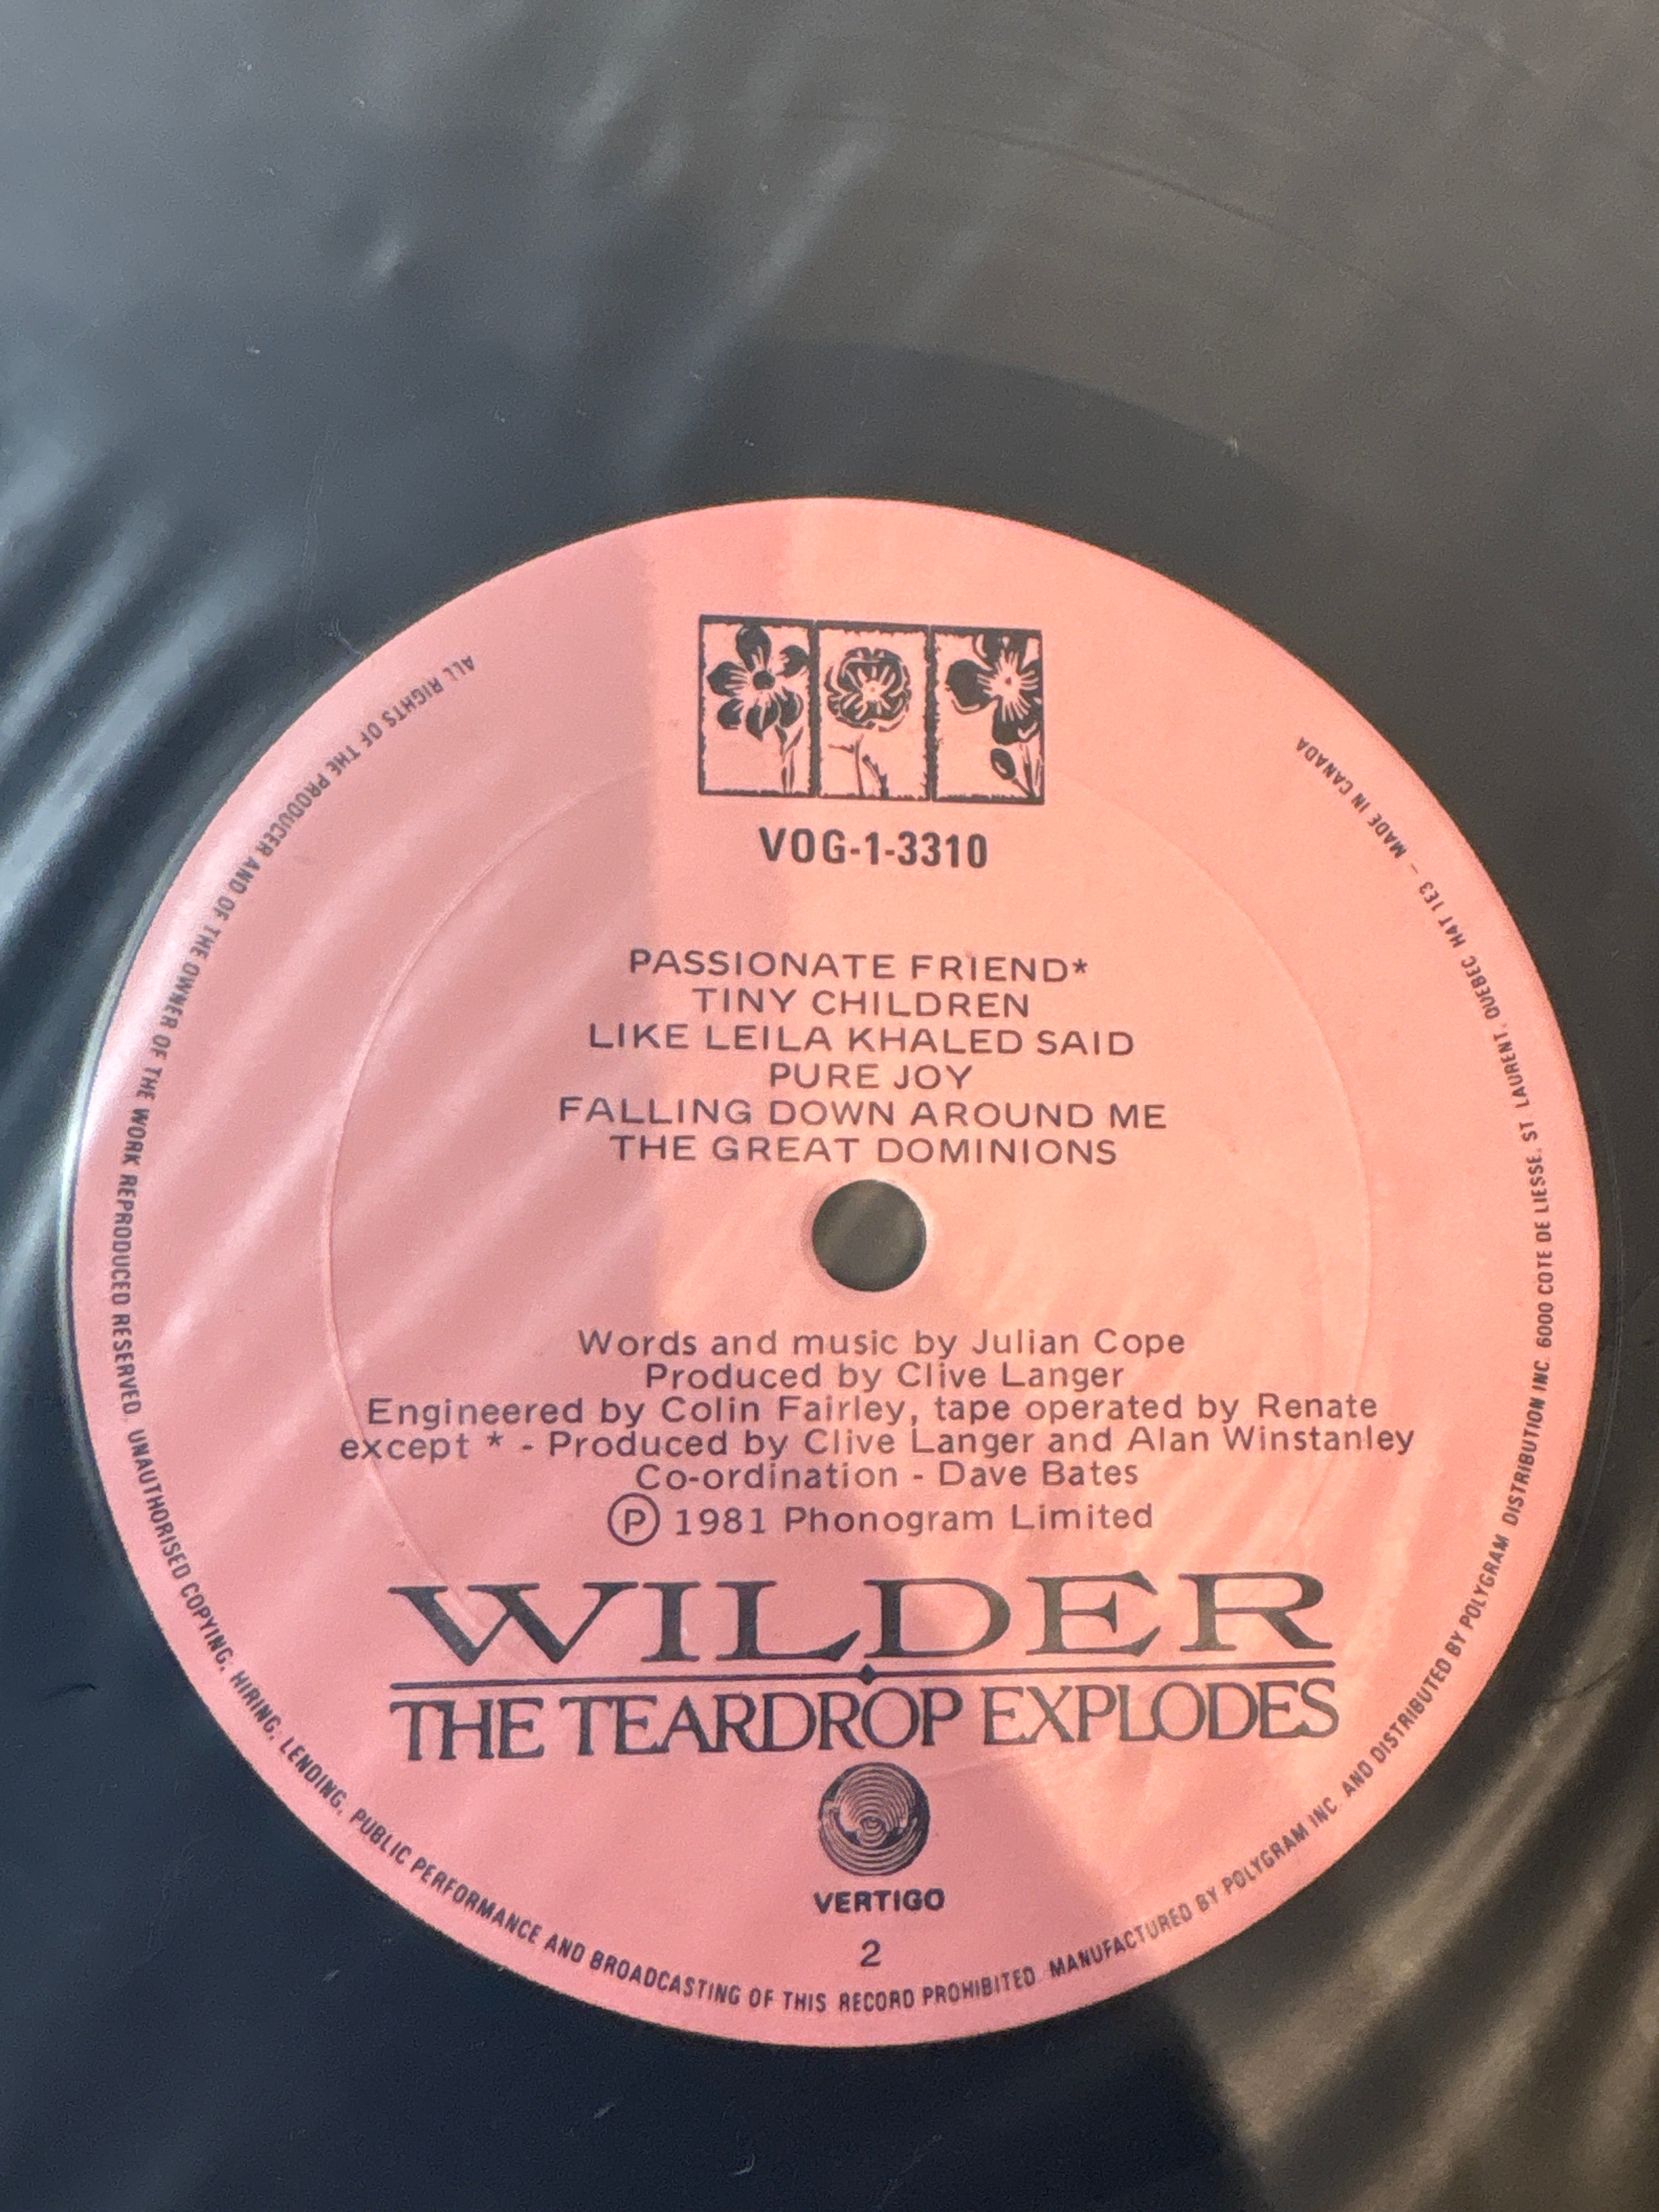 VOG-1-3310
PASSIONATE FRIEND*
TINY CHILDREN
LIKE LEILA KHALED SAID
PURE JOY
FALLING DOWN AROUND ME
THE GREAT DOMINIONS
Words and music by Julian Cope
Produced by Clive Langer
Engineered by Colin Fairley, tape operated by Renate
except * - Produced by Clive Langer and Alan Winstanley
Co-ordination - Dave Bates
Ⓟ 1981 Phonogram Limited
WILDER
THE TEARDROP EXPLODES
VERTIGO
2
ALL RIGHTS OF THE PRODUCER AND OF THE OWNER OF THE WORK REPRODUCED RESERVED. UNAUTHORISED COPYING, HIRING, LENDING, PUBLIC PERFORMANCE AND BROADCASTING OF THIS RECORD PROHIBITED. MANUFACTURED BY POLYGRAM INC. AND DISTRIBUTED BY POLYGRAM DISTRIBUTION INC. 6000 COTE DE LIESSE, ST. LAURENT, QUEBEC H4T 1E3 – MADE IN CANADA